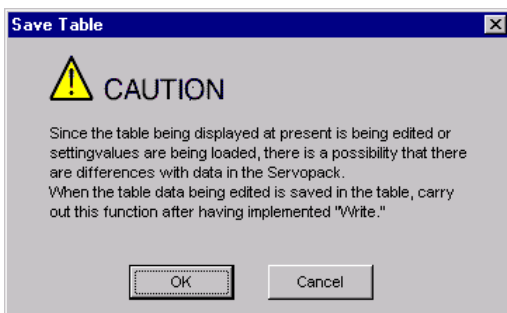 Save Table
CAUTION
Since the table being displayed at present is being edited or
settingvalues are being loaded, there is a possibility that there
are differences with data in the Servopack.
When the table data being edited is saved in the table, carry
out this function after having implemented "Write."
OK Cancel